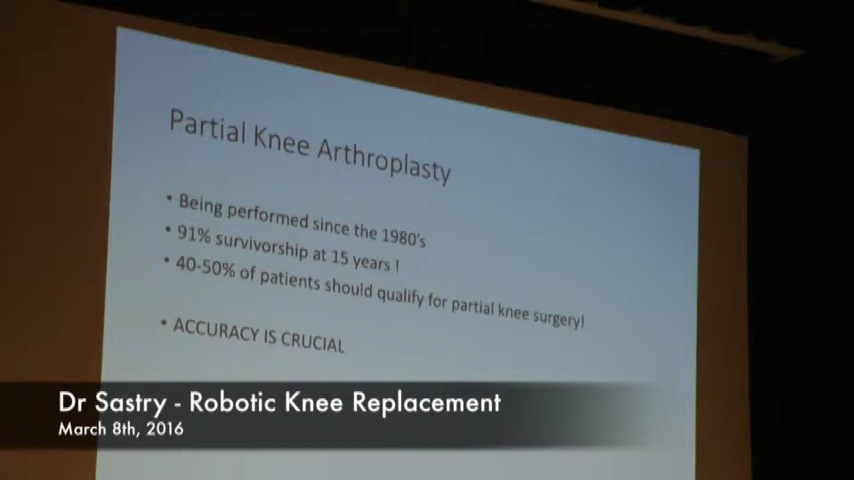 Partial Knee Arthroplasty
• Being performed since the 1980's
• 91% survivorship at 15 years !
• 40-50% of patients should qualify for partial knee surgery!
• ACCURACY IS CRUCIAL
Dr Sastry - Robotic Knee Replacement
March 8th, 2016